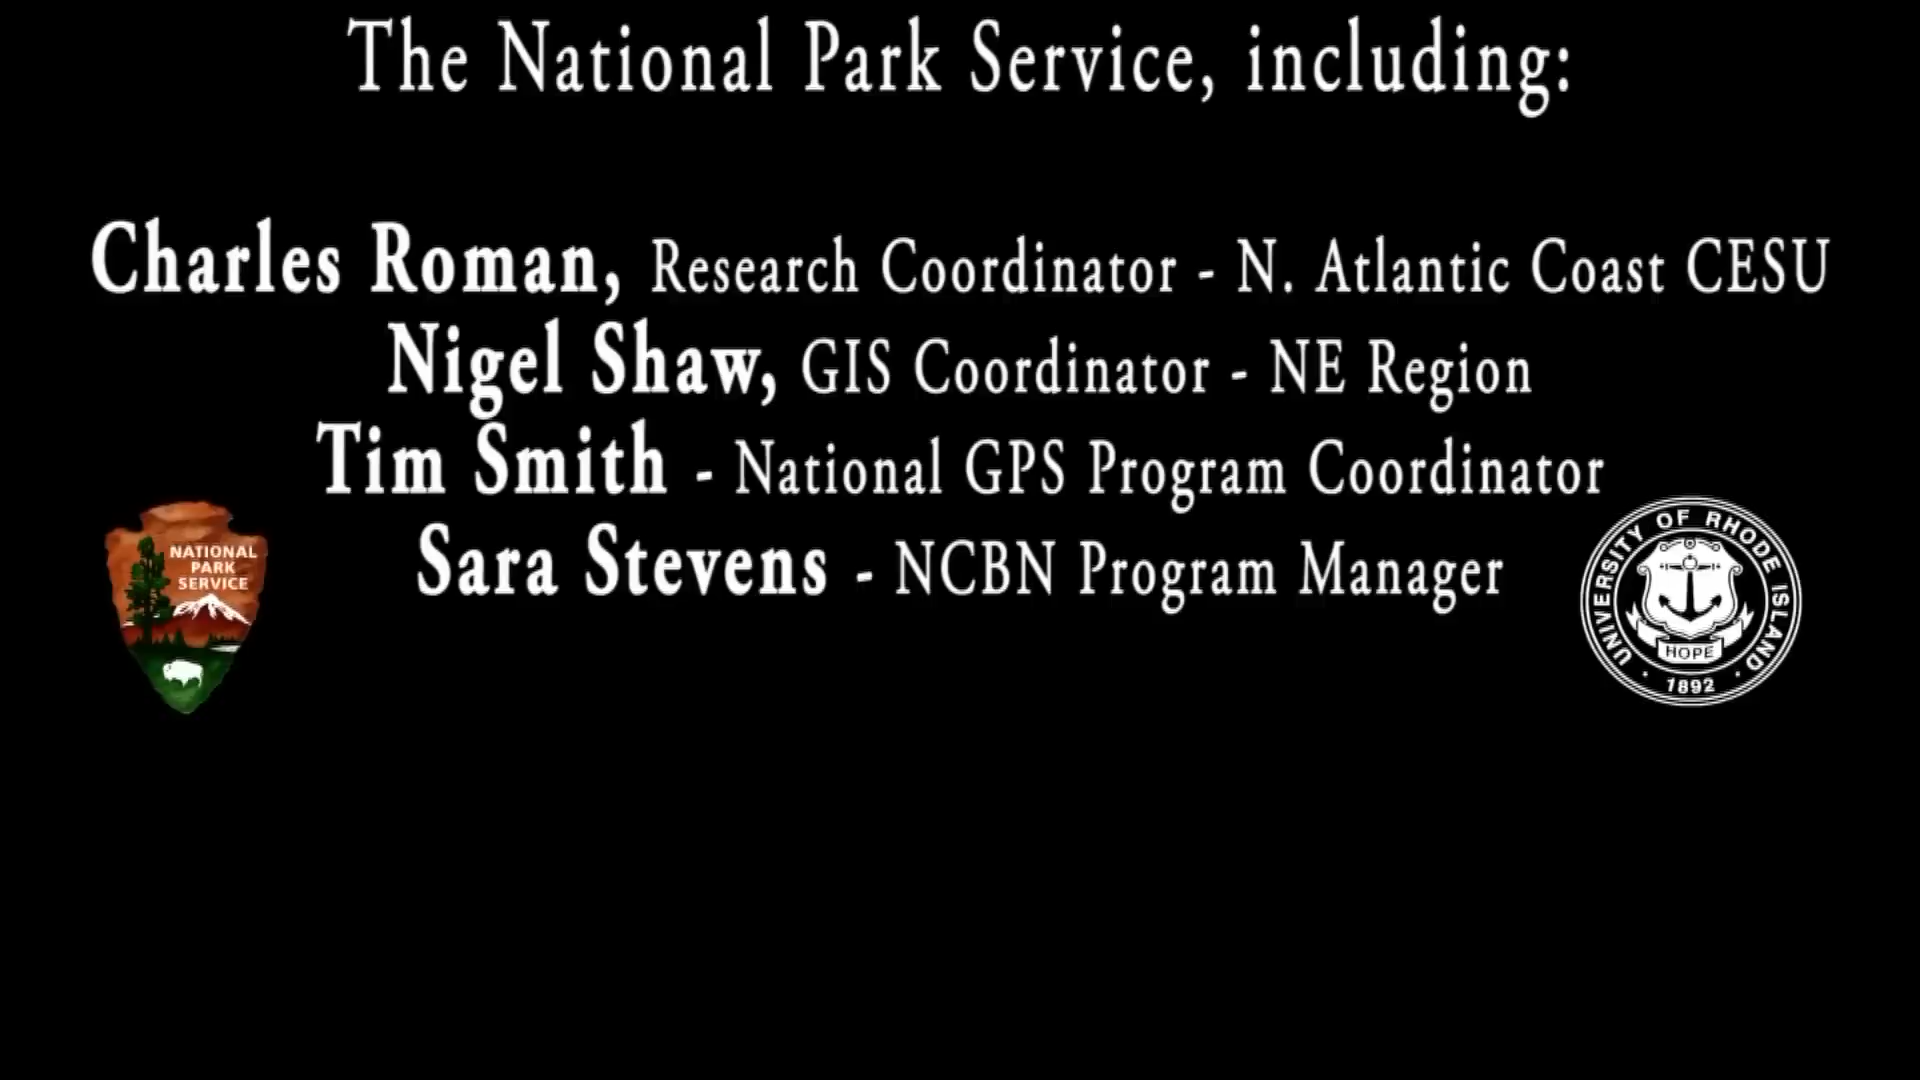 The National Park Service, including:
Charles Roman, Research Coordinator - N. Atlantic Coast CESU
Nigel Shaw, GIS Coordinator - NE Region
Tim Smith - National GPS Program Coordinator
Sara Stevens - NCBN Program Manager
NATIONAL
PARK
SERVICE
UNIVERSITY OF RHODE ISLAND
HOPE
· 1892 ·